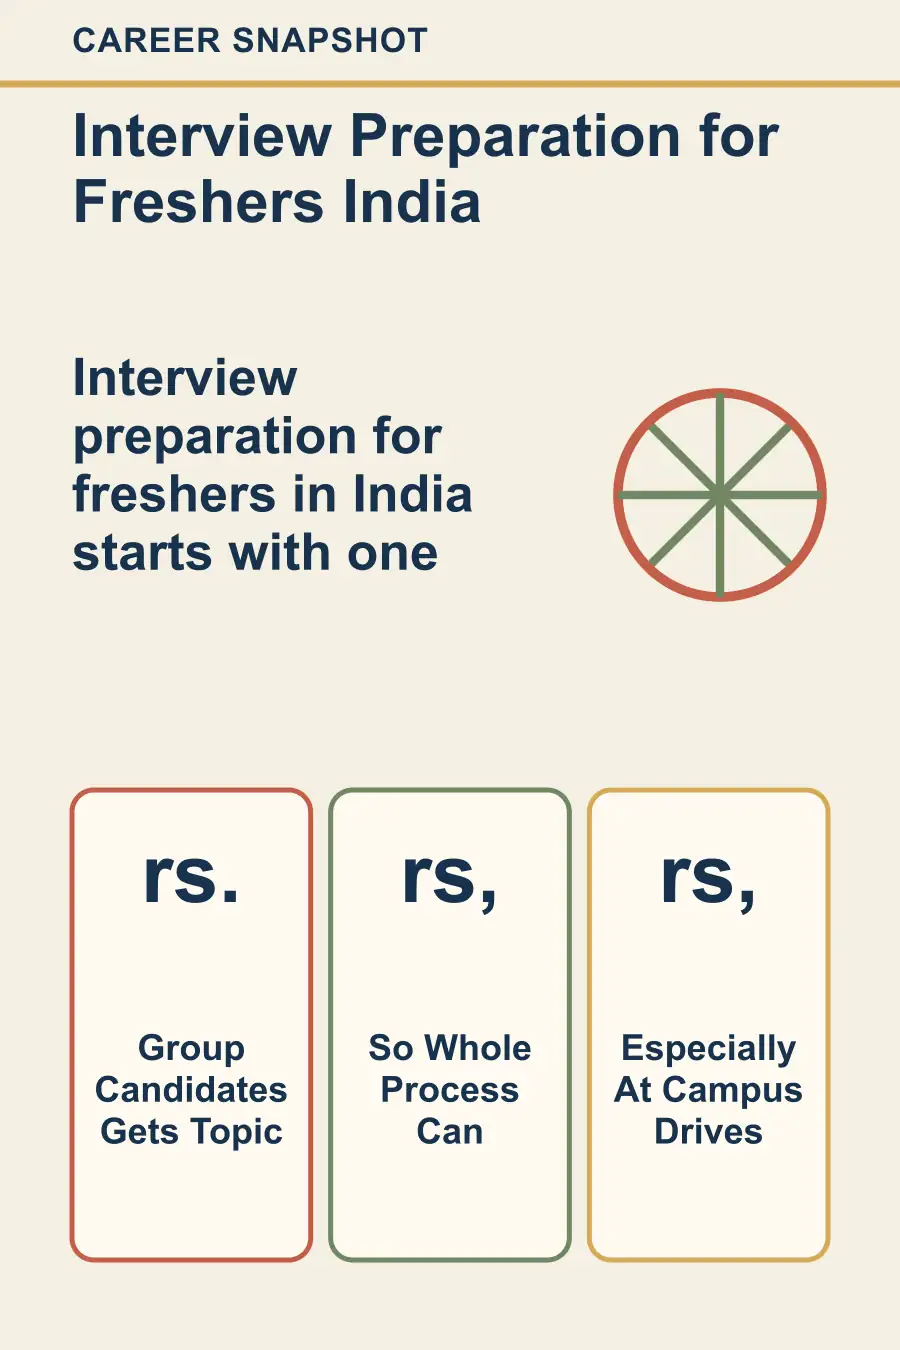 CAREER SNAPSHOT
Interview Preparation for
Freshers India
Interview
preparation for
freshers in India
starts with one
rs.
Group
Candidates
Gets Topic
rs,
So Whole
Process
Can
rs,
Especially
At Campus
Drives